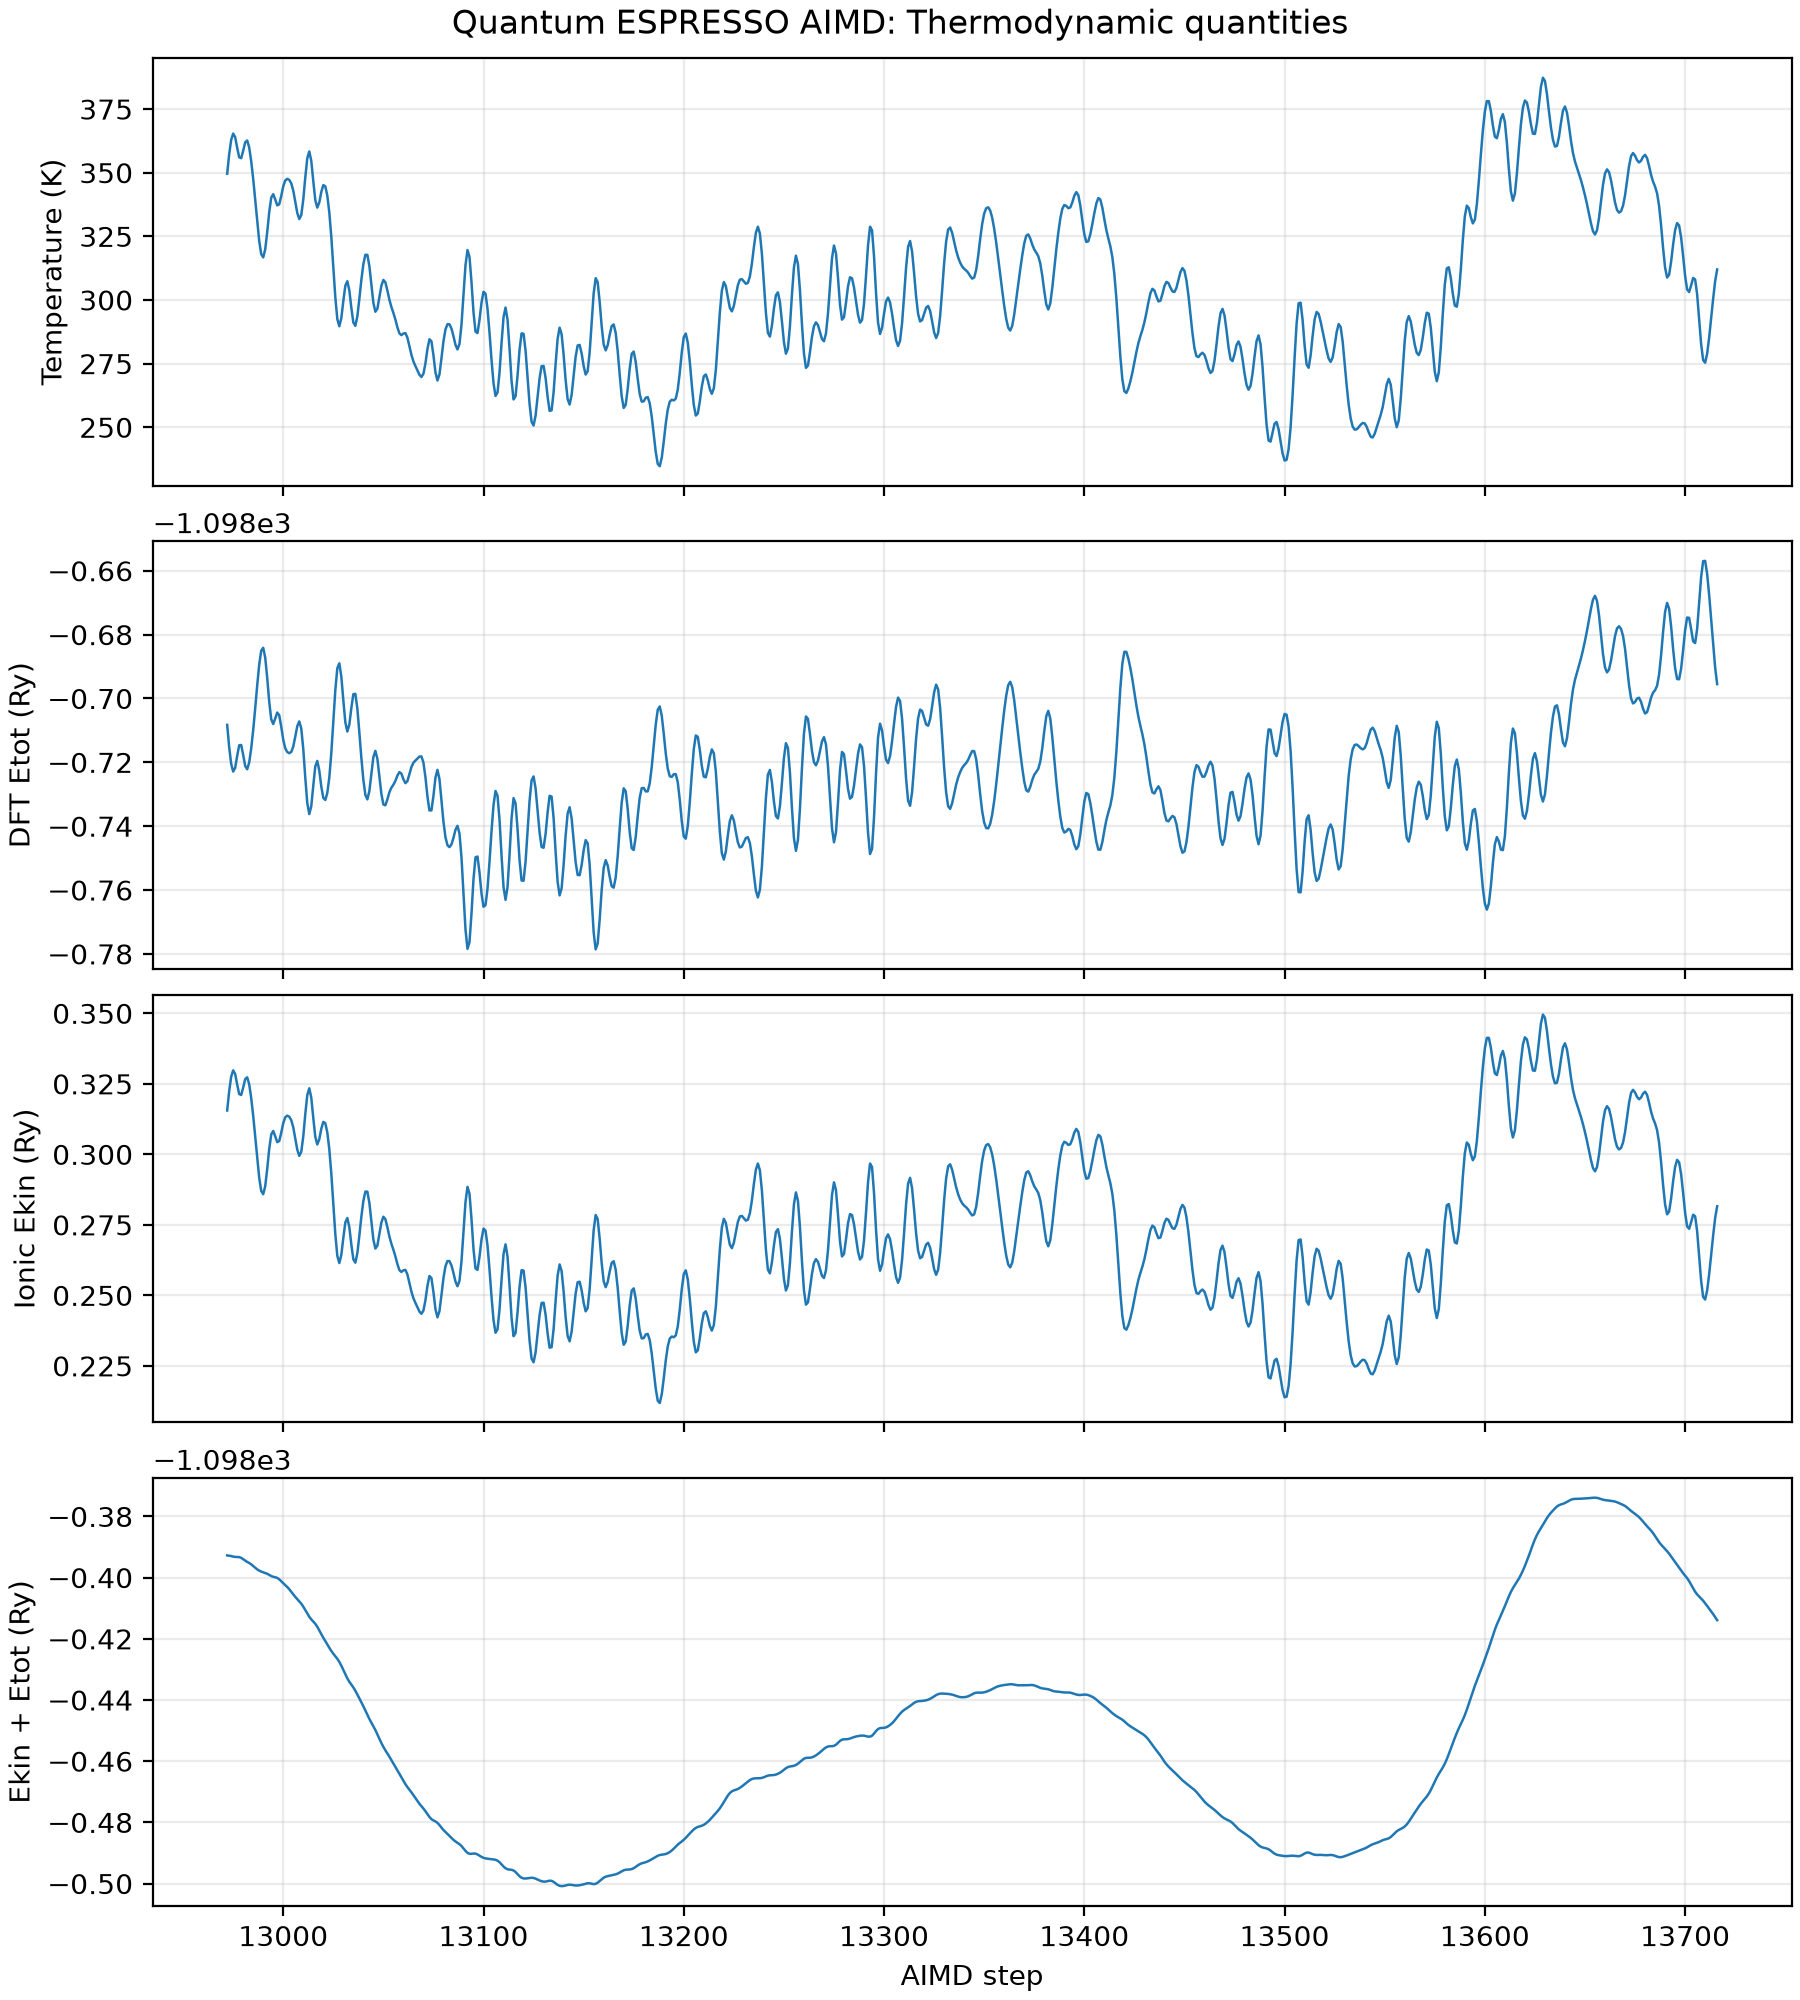 Quantum ESPRESSO AIMD: Thermodynamic quantities
Temperature (K)
375
350
325
300
275
250
−1.098e3
DFT Etot (Ry)
−0.66
−0.68
−0.70
−0.72
−0.74
−0.76
−0.78
Ionic Ekin (Ry)
0.350
0.325
0.300
0.275
0.250
0.225
−1.098e3
Ekin + Etot (Ry)
−0.38
−0.40
−0.42
−0.44
−0.46
−0.48
−0.50
13000 13100 13200 13300 13400 13500 13600 13700
AIMD step